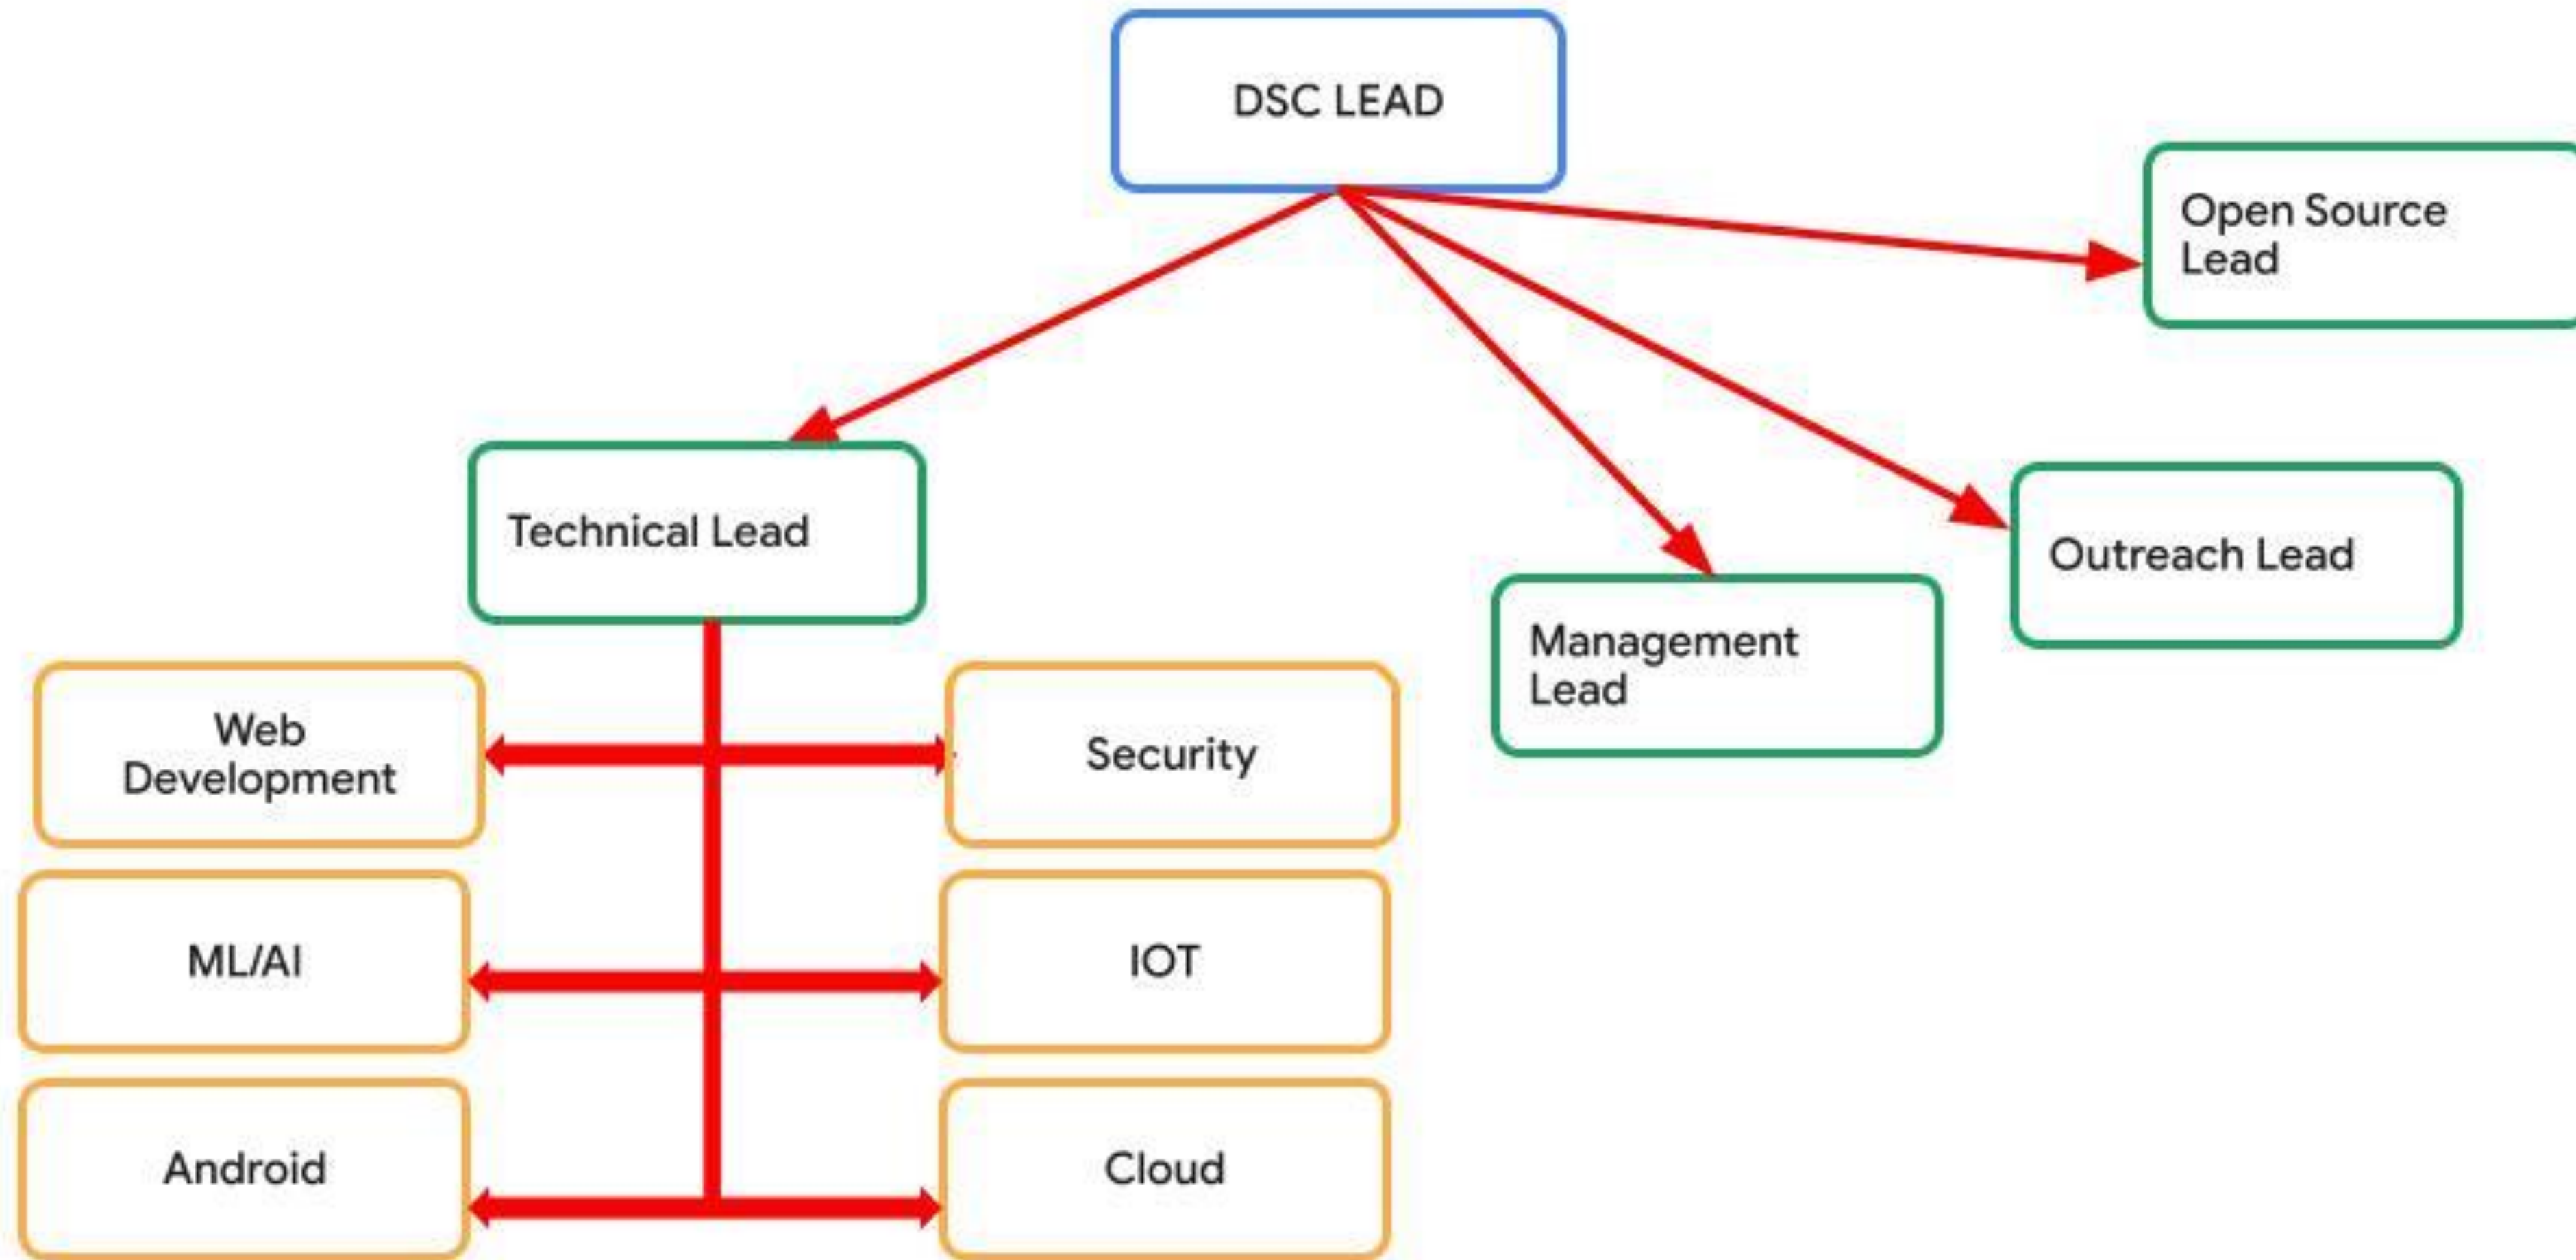 DSC LEAD
Open Source
Lead
Technical Lead
Outreach Lead
Management
Lead
Web
Development
Security
ML/AI
IOT
Android
Cloud